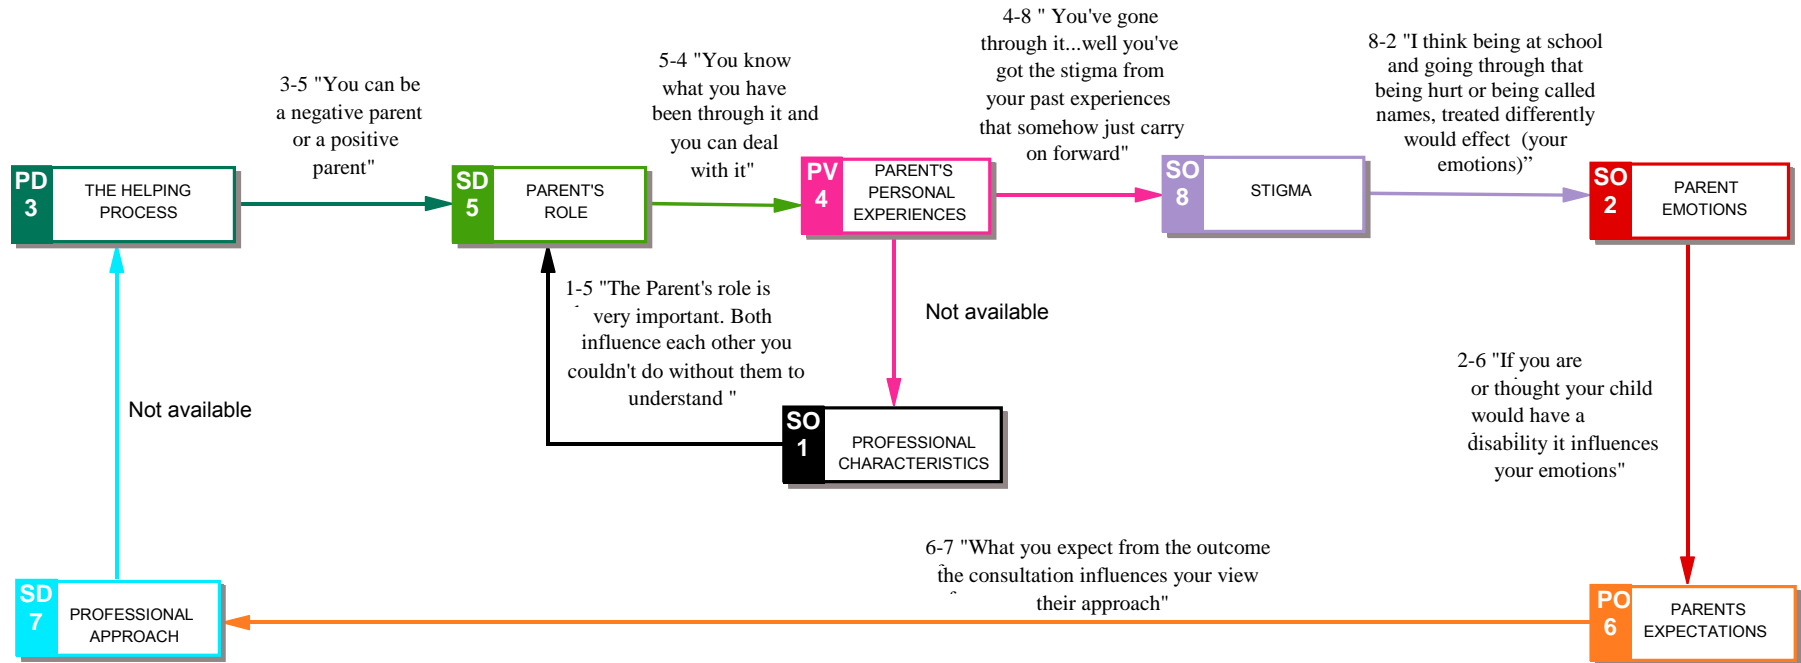 4-8 " You've gone
through it...well you've
got the stigma from
your past experiences
that somehow just carry
on forward"
8-2 "I think being at school
and going through that
being hurt or being called
names, treated differently
would effect (your
emotions)”
5-4 "You know
what you have
been through it and
you can deal
with it"
3-5 "You can be
a negative parent
or a positive
parent"
PD
3
THE HELPING
PROCESS
SD
5
PARENT'S
ROLE
PV
4
PARENT'S
PERSONAL
EXPERIENCES
SO
8
STIGMA
SO
2
PARENT
EMOTIONS
1-5 "The Parent's role is
very important. Both
influence each other you
couldn't do without them to
understand "
Not available
Not available
2-6 "If you are
or thought your child
would have a
disability it influences
your emotions"
SO
1
PROFESSIONAL
CHARACTERISTICS
6-7 "What you expect from the outcome
the consultation influences your view
their approach"
SD
7
PROFESSIONAL
APPROACH
PO
6
PARENTS
EXPECTATIONS